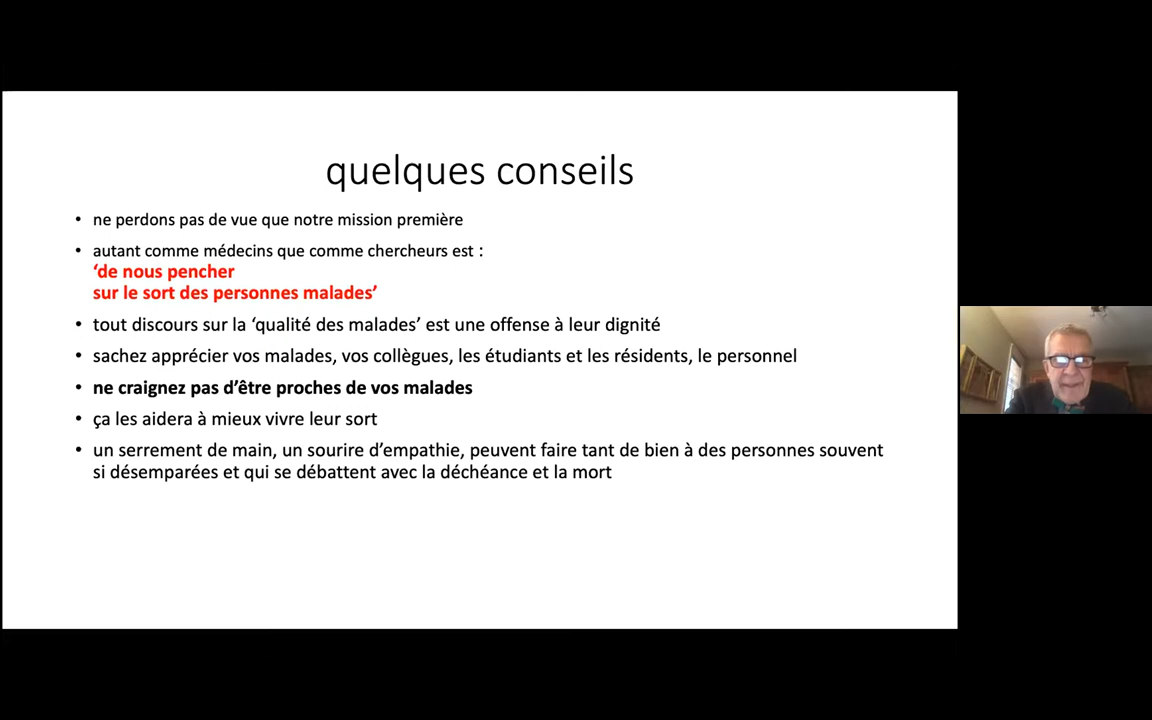 quelques conseils
• ne perdons pas de vue que notre mission première
• autant comme médecins que comme chercheurs est :
‘de nous pencher
sur le sort des personnes malades’
• tout discours sur la ‘qualité des malades’ est une offense à leur dignité
• sachez apprécier vos malades, vos collègues, les étudiants et les résidents, le personnel
• ne craignez pas d’être proches de vos malades
• ça les aidera à mieux vivre leur sort
• un serrement de main, un sourire d’empathie, peuvent faire tant de bien à des personnes souvent
si désemparées et qui se débattent avec la déchéance et la mort